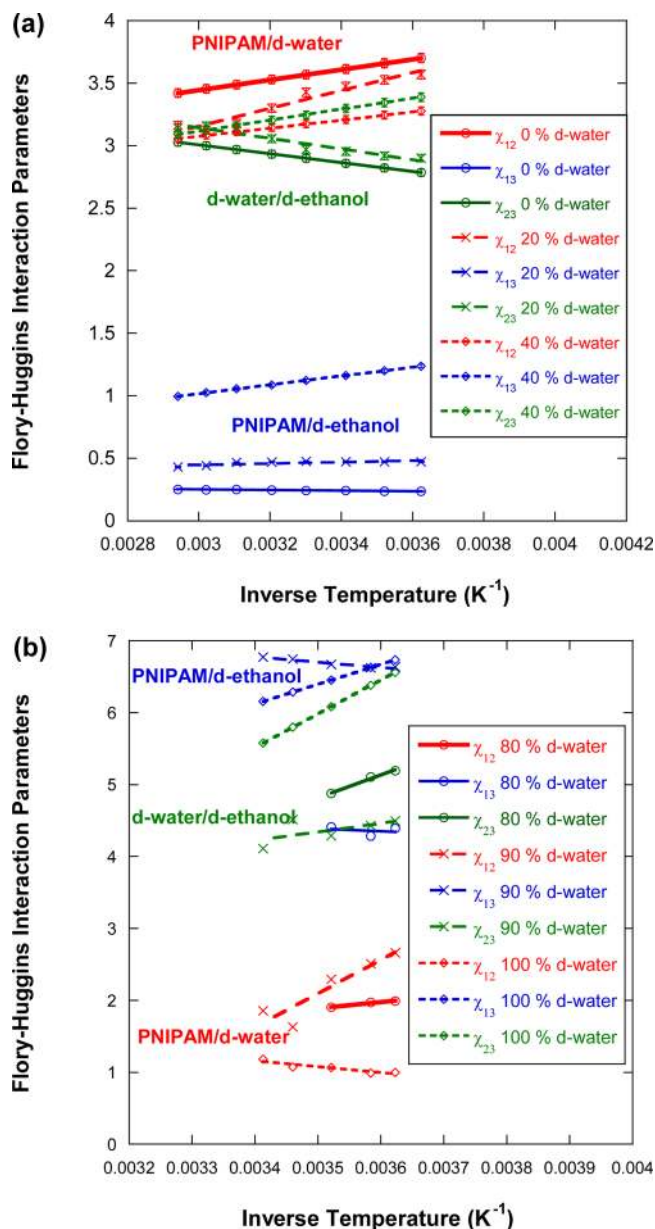 (a)
4
PNIPAM/d-water
3.5
3
d-water/d-ethanol
2.5
2
1.5
1
PNIPAM/d-ethanol
0.5
0
χ12 0 % d-water
χ13 0 % d-water
χ23 0 % d-water
χ12 20 % d-water
χ13 20 % d-water
χ23 20 % d-water
χ12 40 % d-water
χ13 40 % d-water
χ23 40 % d-water
Flory-Huggins Interaction Parameters
0.0028 0.003 0.0032 0.0034 0.0036 0.0038 0.004 0.0042
Inverse Temperature (K⁻¹)
(b)
7
PNIPAM/d-ethanol
6
5
d-water/d-ethanol
4
3
2
PNIPAM/d-water
1
0
χ12 80 % d-water
χ13 80 % d-water
χ23 80 % d-water
χ12 90 % d-water
χ13 90 % d-water
χ23 90 % d-water
χ12 100 % d-water
χ13 100 % d-water
χ23 100 % d-water
Flory-Huggins Interaction Parameters
0.0032 0.0033 0.0034 0.0035 0.0036 0.0037 0.0038 0.0039 0.004
Inverse Temperature (K⁻¹)